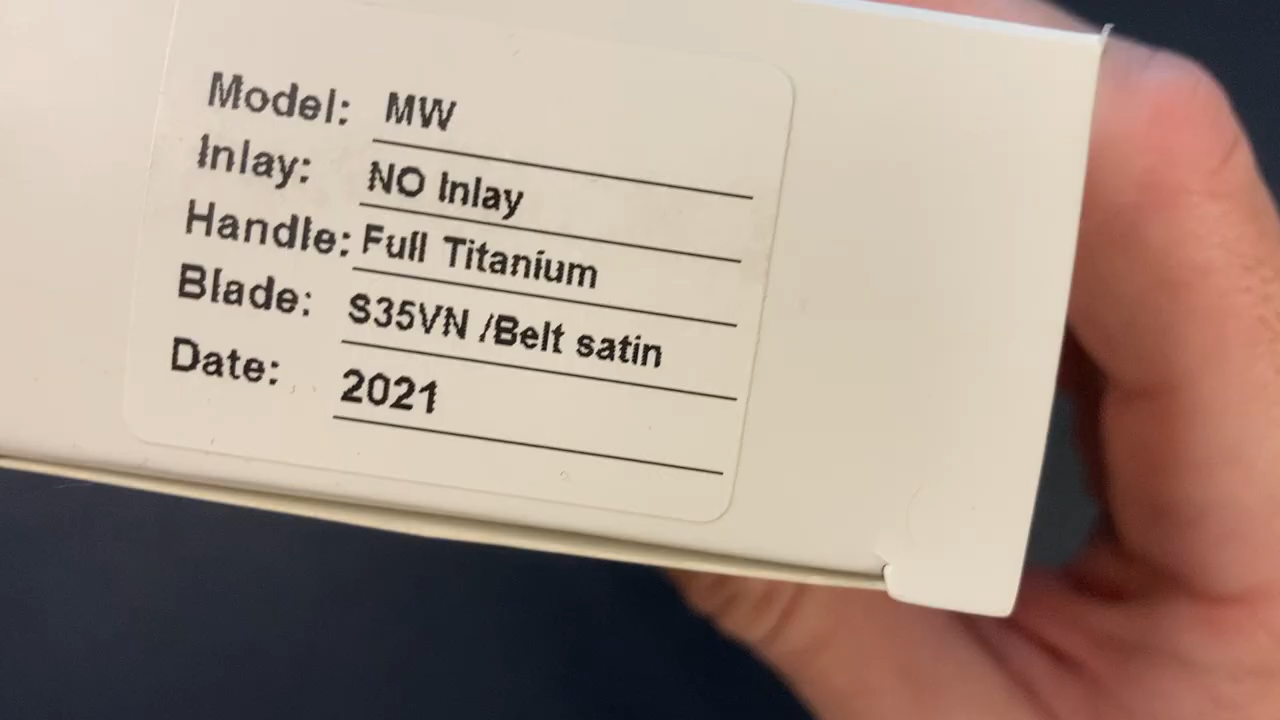 Model: MW
Inlay: NO Inlay
Handle: Full Titanium
Blade: S35VN /Belt satin
Date: 2021